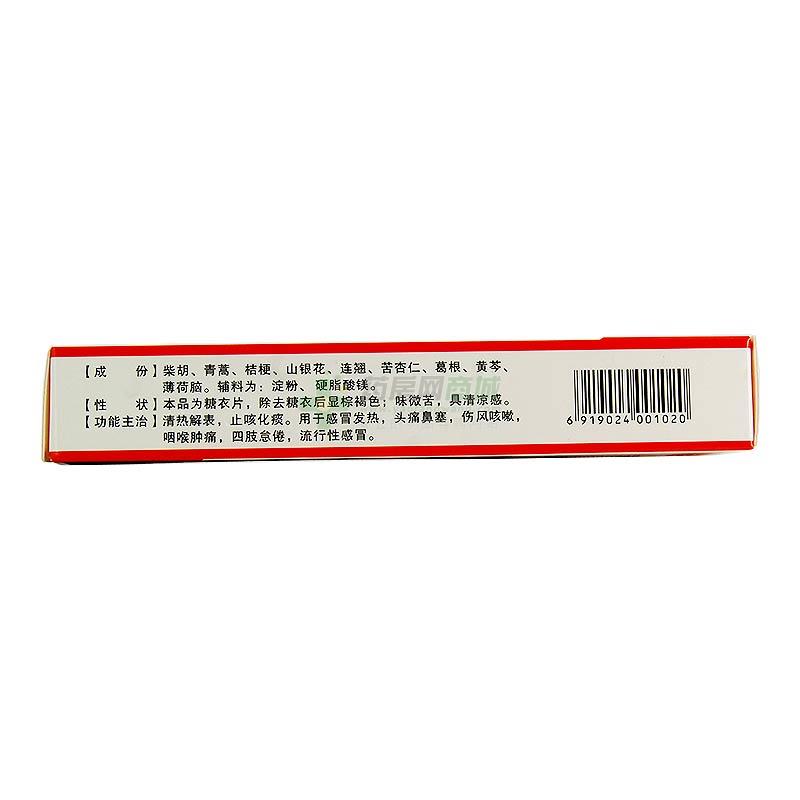 【成　份】柴胡、青蒿、桔梗、山银花、连翘、苦杏仁、葛根、黄芩、
薄荷脑。辅料为：淀粉、硬脂酸镁。
【性　状】本品为糖衣片，除去糖衣后显棕褐色；味微苦，具清凉感。
【功能主治】清热解表，止咳化痰。用于感冒发热，头痛鼻塞，伤风咳嗽，
咽喉肿痛，四肢怠倦，流行性感冒。
6 919024 001020
药房网商城